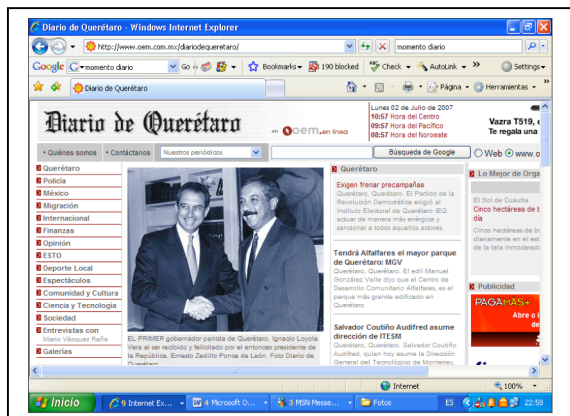 Diario de Querétaro - Windows Internet Explorer
http://www.oem.com.mx/diariodequeretaro/
momento diario
Google
momento diario
Go
Bookmarks
190 blocked
Check
AutoLink
Settings
Diario de Querétaro
Página
Herramientas
Diario de Querétaro
en oem.en línea
Lunes 02 de Julio de 2007
10:57 Hora del Centro
09:57 Hora del Pacífico
08:57 Hora del Noroeste
Vazra T519,
Te regala una
Quiénes somos
Contáctanos
Nuestros periódicos
Búsqueda de Google
Web
www.o
Querétaro
Policía
México
Migración
Internacional
Finanzas
Opinión
ESTO
Deporte Local
Espectáculos
Comunidad y Cultura
Ciencia y Tecnología
Sociedad
Entrevistas con
Mario Vázquez Raña
Galerías
EL PRIMER gobernador panista de Querétaro, Ignacio Loyola
Vera al ser recibido y felicitado por el entonces presidente de
la República, Ernesto Zedillo Ponce de León. Foto Diario de
Querétaro
Querétaro
Exigen frenar precampañas
Querétaro, Querétaro. El Partido de la
Revolución Democrática exigió al
Instituto Electoral de Querétaro IEQ
actuar de manera más enérgica y
sancionar a todos aquellos actores
Tendrá Alfalfares el mayor parque
de Querétaro: MGV
Querétaro, Querétaro. El edil Manuel
González Valle dijo que el Centro de
Desarrollo Comunitario Alfalfares, es el
parque más grande edificado en
Querétaro
Salvador Coutiño Audifred asume
dirección de ITESM
Querétaro, Querétaro. Salvador Coutiño
Audifred, quien hoy asume la Dirección
General del Tecnológico de Monterrey,
Lo Mejor de Orga
El Sol de Cuautla
Cinco hectáreas de b
día
Cinco hectáreas de b
diariamente en el est
de la tala inmoderad
Publicidad
PAGAMAS+
Abre o i
de
Internet
100%
Inicio
9 Internet Ex...
4 Microsoft O...
3 MSN Messe...
Fotos
ES
22:58